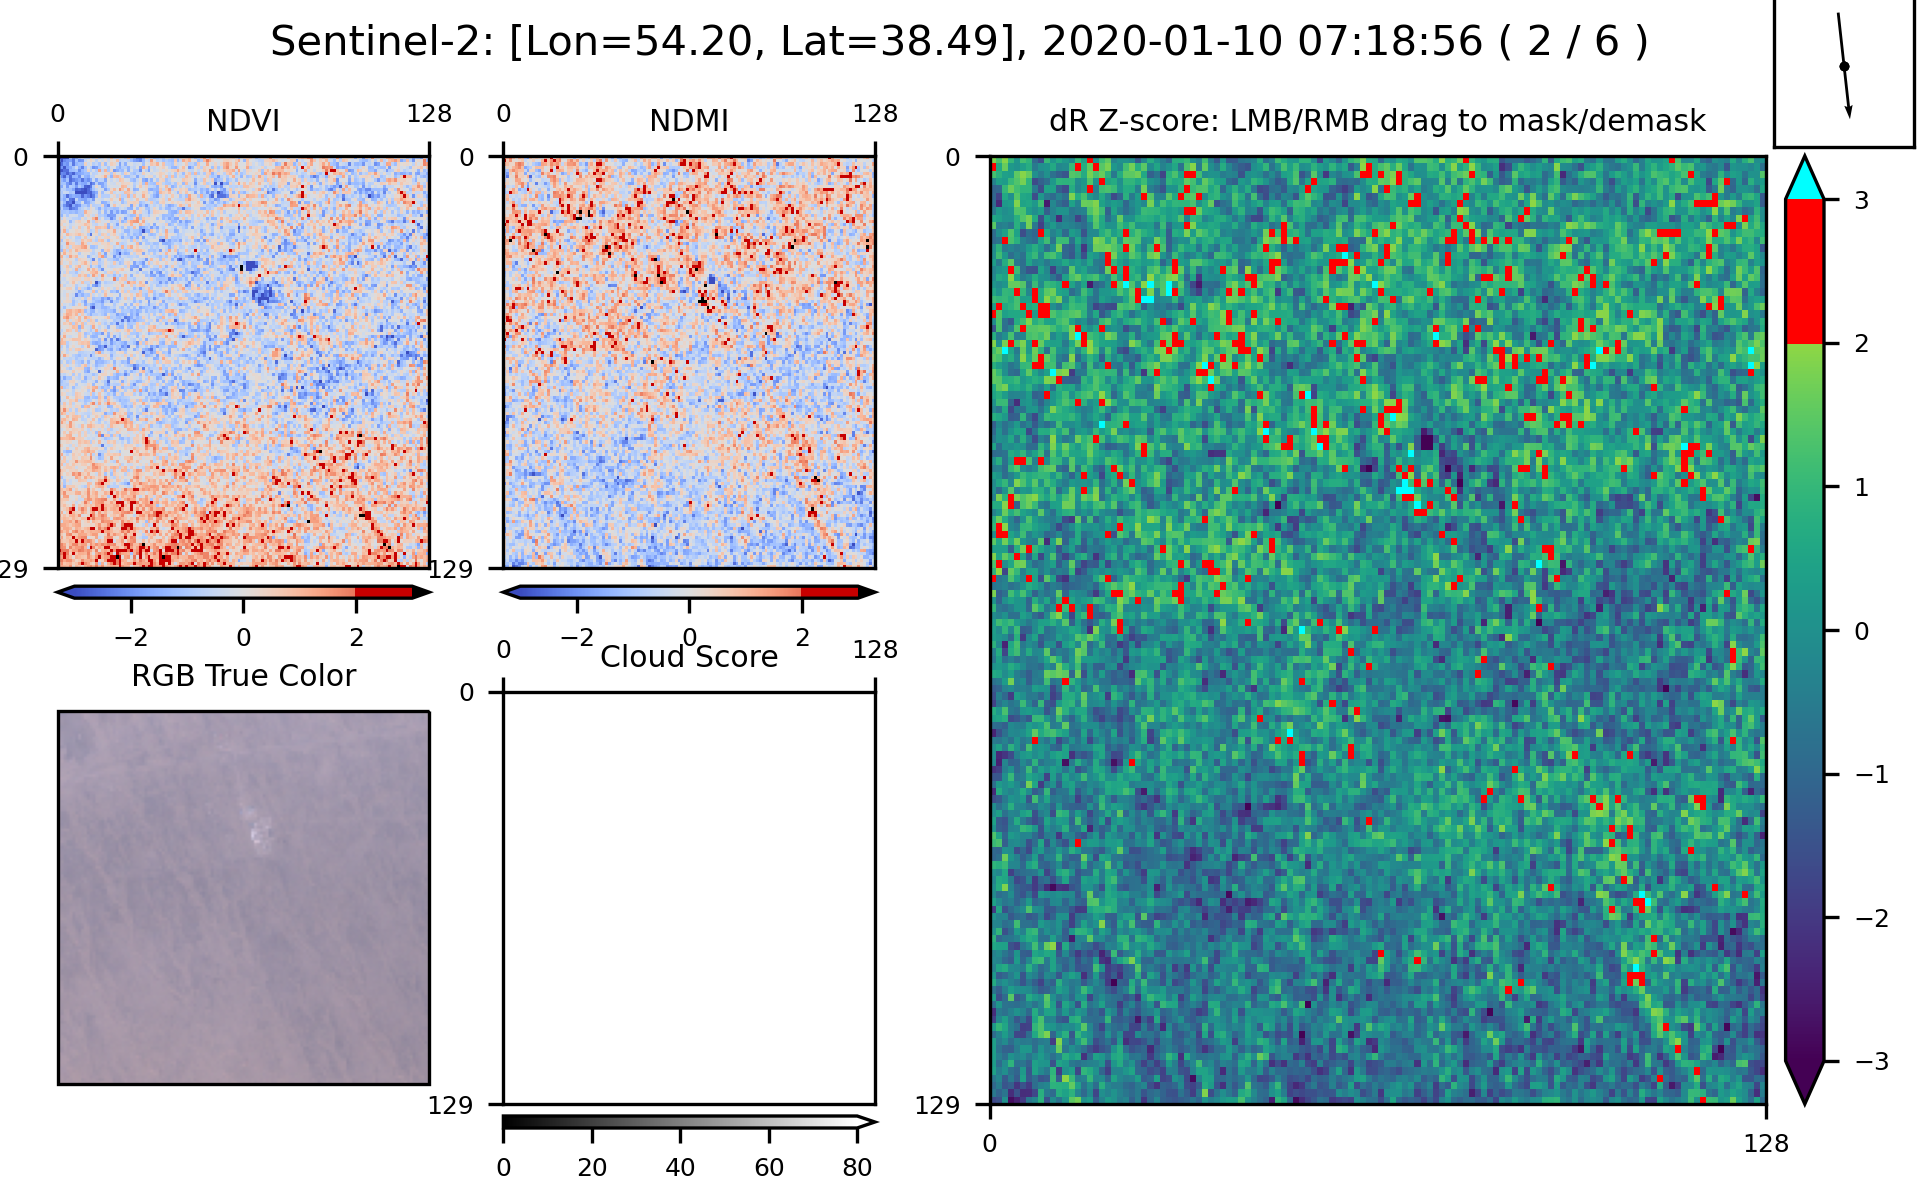 Sentinel-2: [Lon=54.20, Lat=38.49], 2020-01-10 07:18:56 ( 2 / 6 )
NDVI
0 128
0
29
−2 0 2
NDMI
0 128
0
129
−2 0 2
dR Z-score: LMB/RMB drag to mask/demask
0
129
0 128
3
2
1
0
−1
−2
−3
RGB True Color
Cloud Score
0 128
0
129
0 20 40 60 80